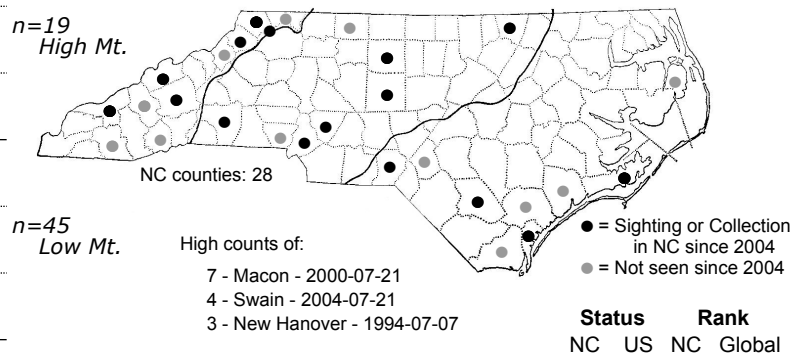 n=19
High Mt.
NC counties: 28
n=45
Low Mt.
High counts of:
7 - Macon - 2000-07-21
4 - Swain - 2004-07-21
3 - New Hanover - 1994-07-07
= Sighting or Collection
in NC since 2004
= Not seen since 2004
Status Rank
NC US NC Global